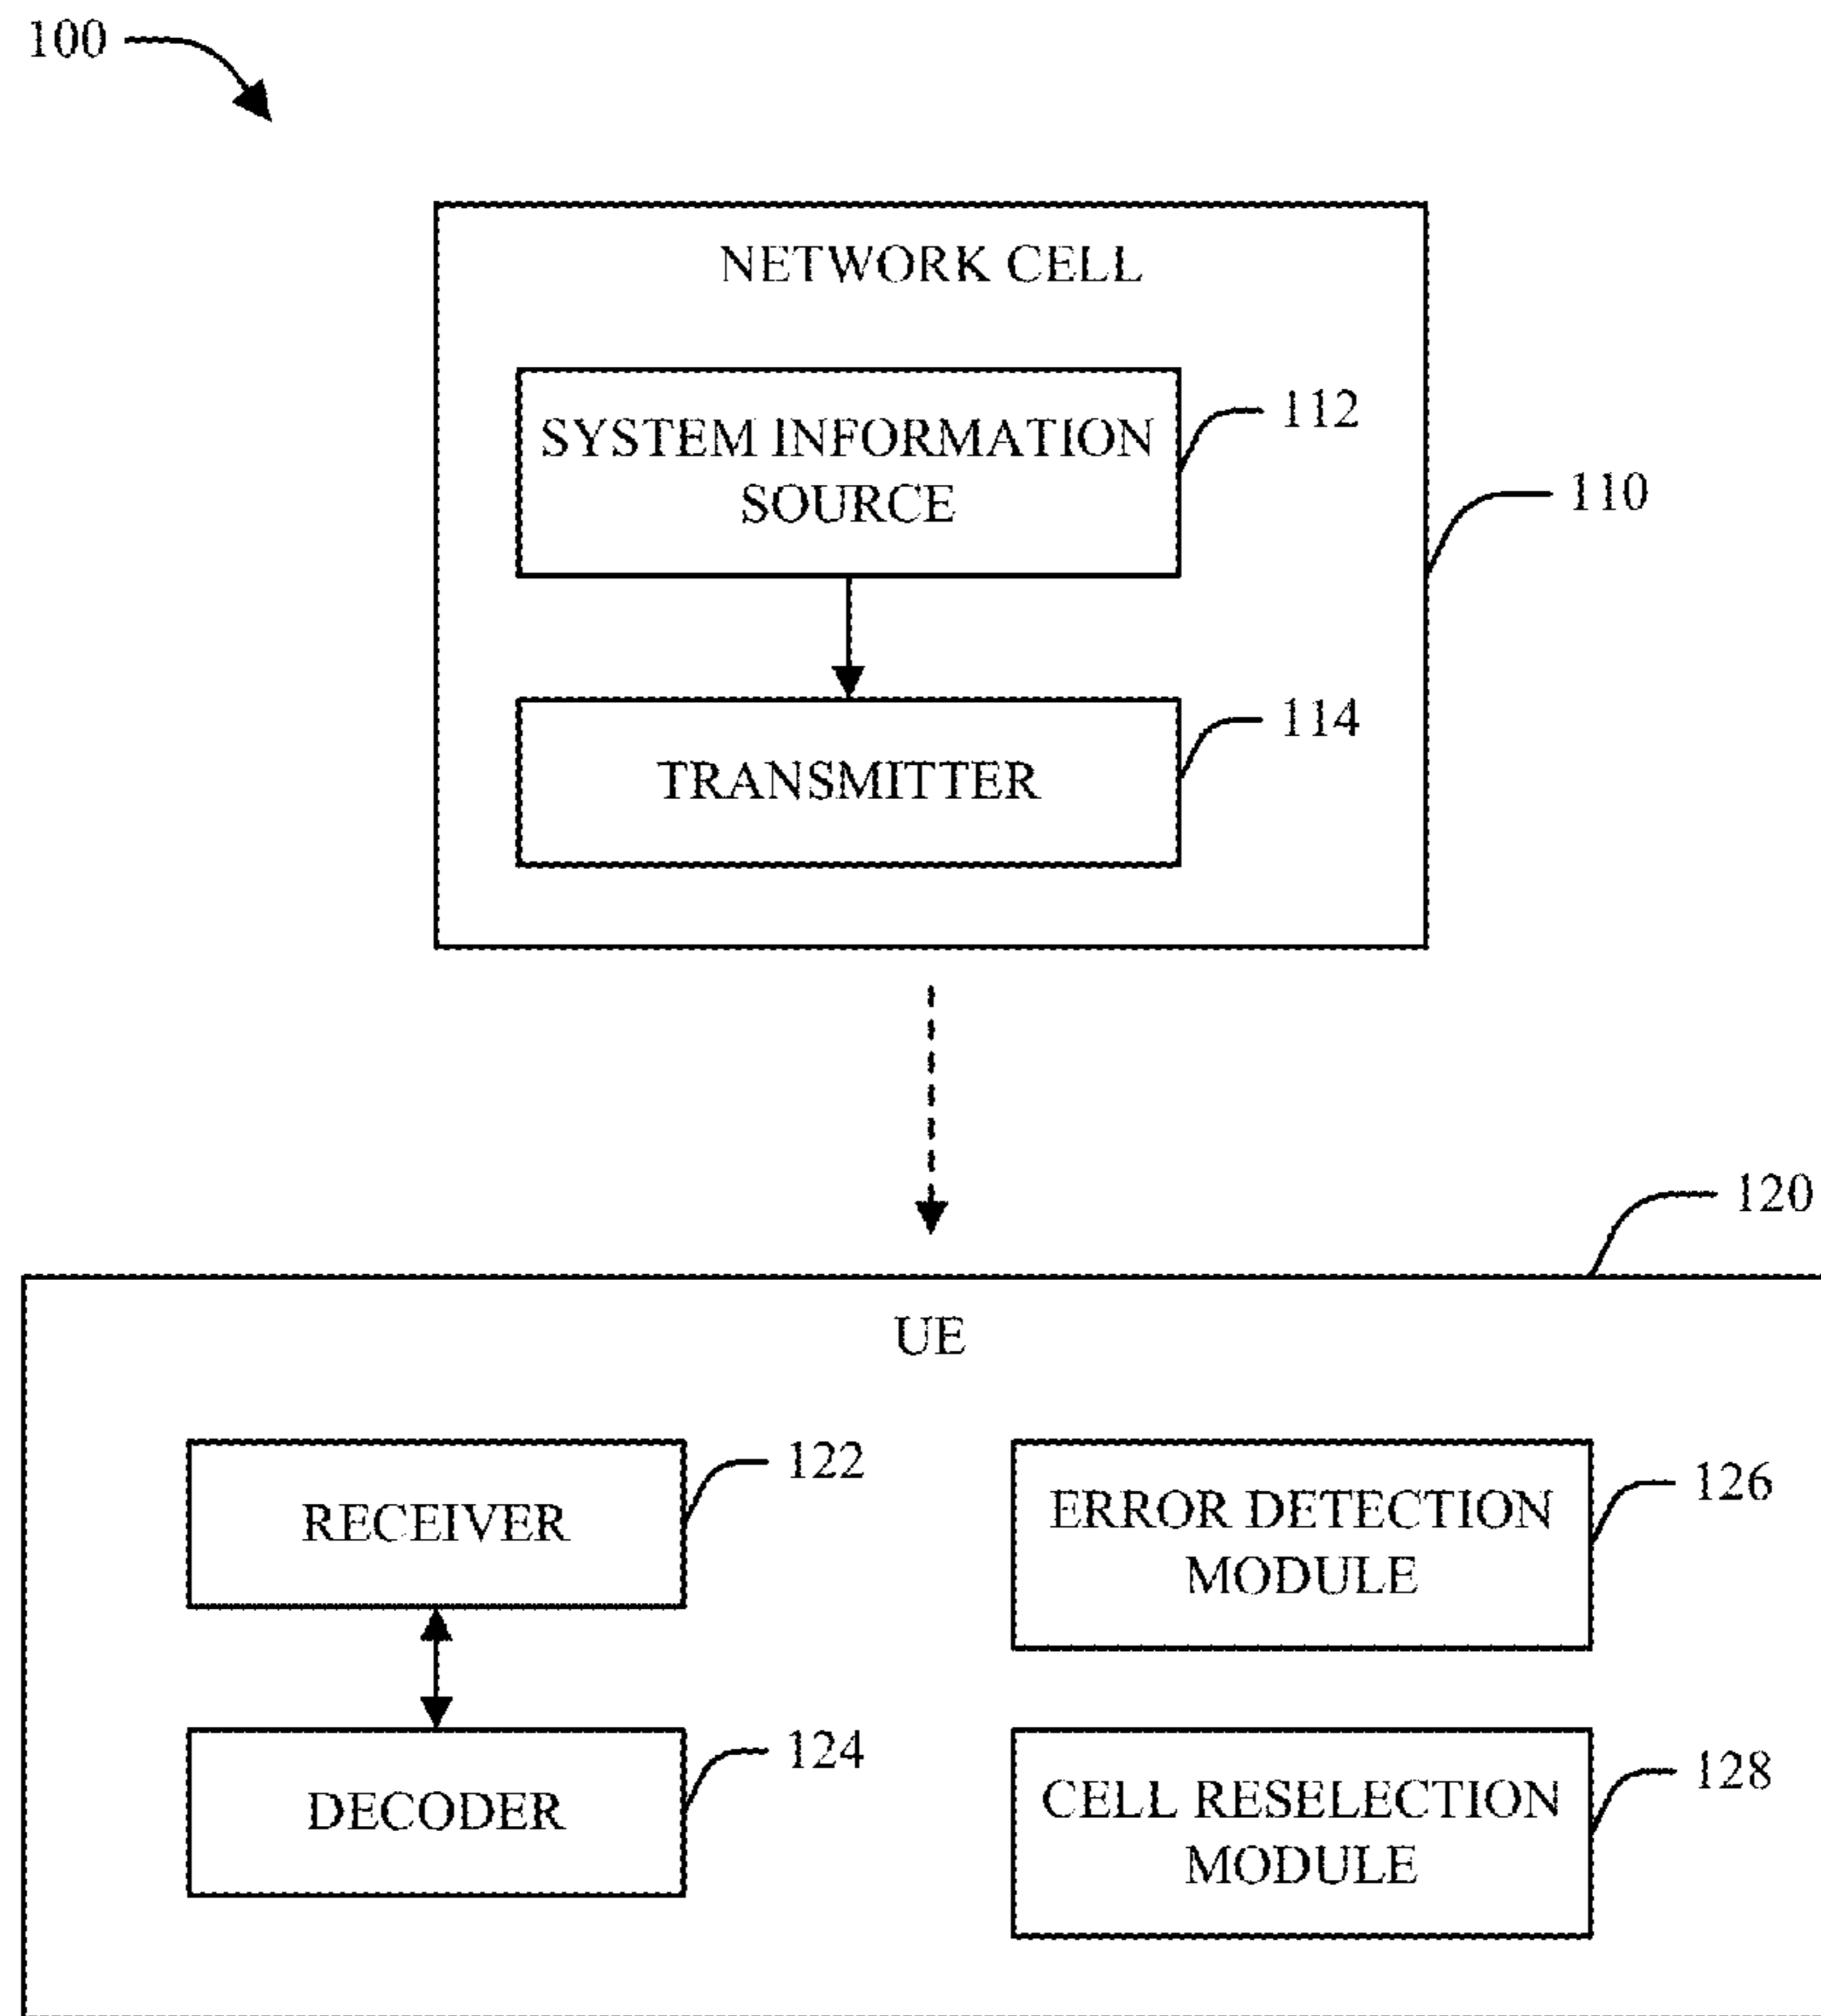 100
NETWORK CELL
SYSTEM INFORMATION
SOURCE
112
110
TRANSMITTER
114
120
UE
RECEIVER
122
ERROR DETECTION
MODULE
126
DECODER
124
CELL RESELECTION
MODULE
128